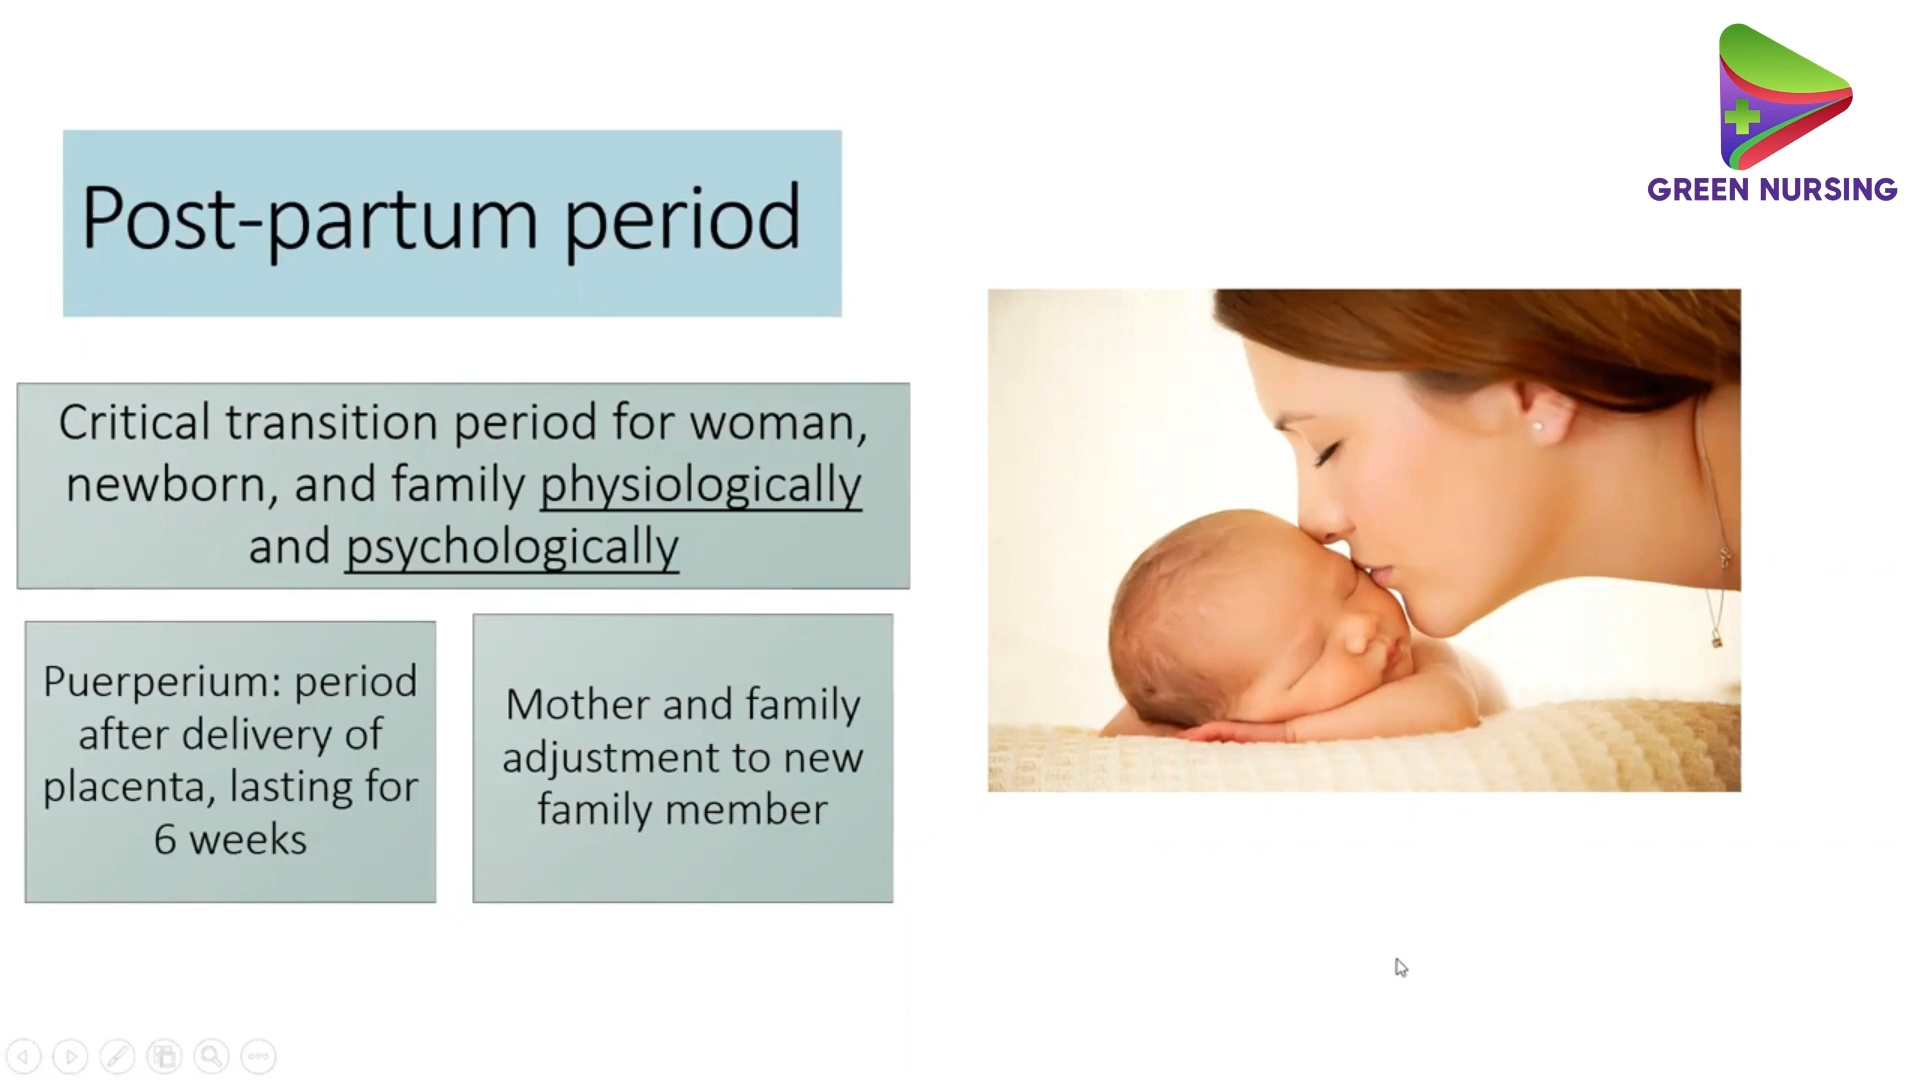 GREEN NURSING
Post-partum period
Critical transition period for woman,
newborn, and family physiologically
and psychologically
Puerperium: period
after delivery of
placenta, lasting for
6 weeks
Mother and family
adjustment to new
family member